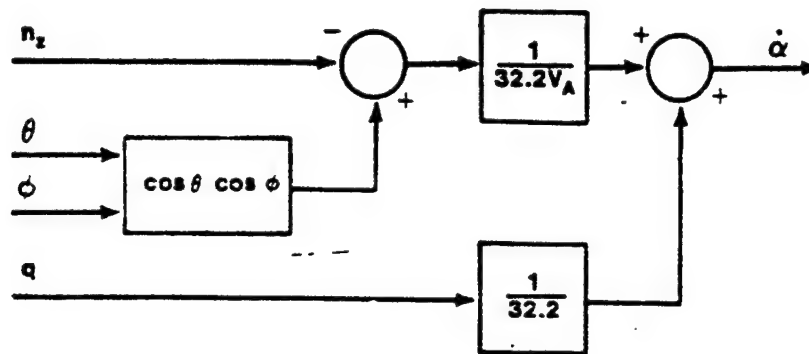 n_z
−
1
32.2V_A
+
α̇
+
+
θ
ϕ
cos θ cos ϕ
q
1
32.2